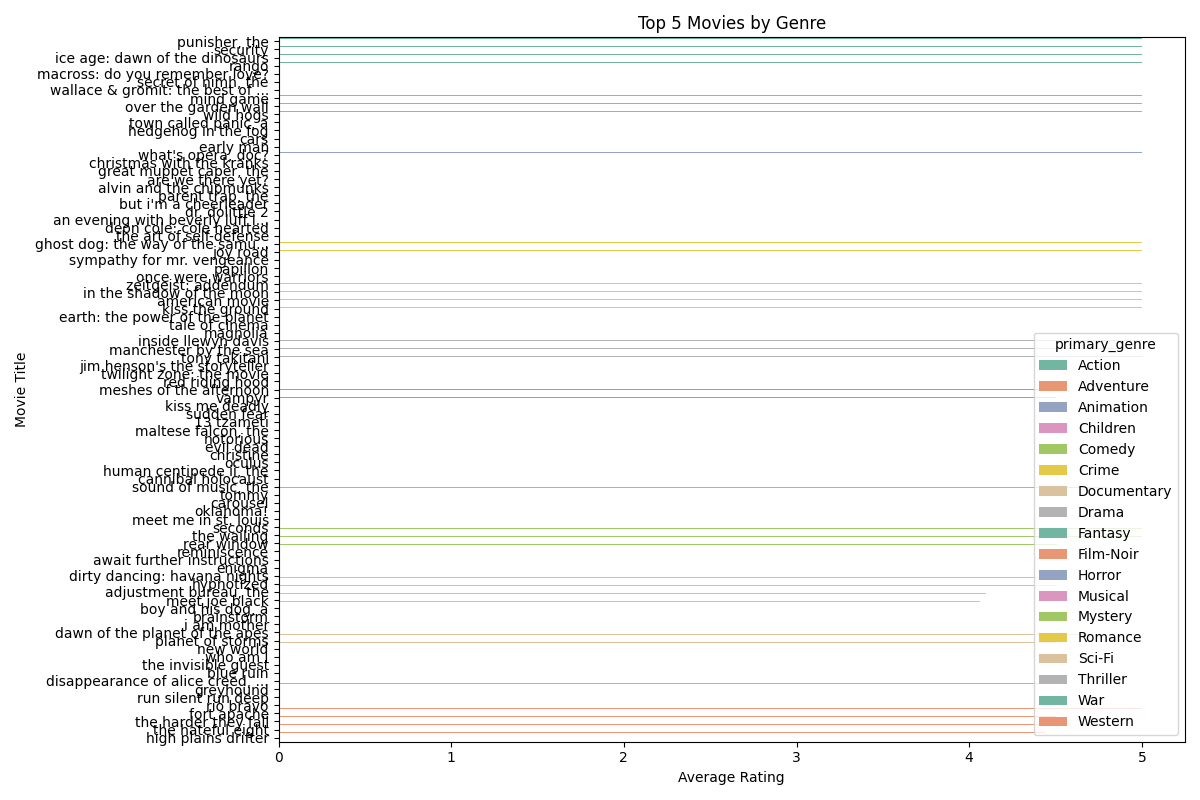 Top 5 Movies by Genre
Movie Title
punisher, the
security
ice age: dawn of the dinosaurs
rango
macross: do you remember love?
secret of nimh, the
wallace & gromit: the best of ...
mind game
over the garden wall
wild hogs
town called panic, a
hedgehog in the fog
cars
early man
what's opera, doc?
christmas with the kranks
great muppet caper, the
are we there yet?
alvin and the chipmunks
parent trap, the
but i'm a cheerleader
dr. dolittle 2
an evening with beverly luff l...
deon cole: cole hearted
the art of self-defense
ghost dog: the way of the samu...
joy road
sympathy for mr. vengeance
papillon
once were warriors
zeitgeist: addendum
in the shadow of the moon
american movie
kiss the ground
earth: the power of the planet
tale of cinema
magnolia
inside llewyn davis
manchester by the sea
tony takitani
jim henson's the storyteller
twilight zone: the movie
red riding hood
meshes of the afternoon
vampyr
kiss me deadly
sudden fear
13 tzameti
maltese falcon, the
notorious
evil dead
christine
oculus
human centipede ii, the
cannibal holocaust
sound of music, the
tommy
carousel
oklahoma!
meet me in st. louis
seconds
the wailing
rear window
reminiscence
await further instructions
enigma
dirty dancing: havana nights
hypnotized
adjustment bureau, the
meet joe black
boy and his dog, a
brainstorm
i am mother
dawn of the planet of the apes
planet of storms
new world
who am i
the invisible guest
blue ruin
disappearance of alice creed, ...
greyhound
run silent run deep
rio bravo
fort apache
the harder they fall
the hateful eight
high plains drifter
0 1 2 3 4 5
Average Rating
primary_genre
Action
Adventure
Animation
Children
Comedy
Crime
Documentary
Drama
Fantasy
Film-Noir
Horror
Musical
Mystery
Romance
Sci-Fi
Thriller
War
Western